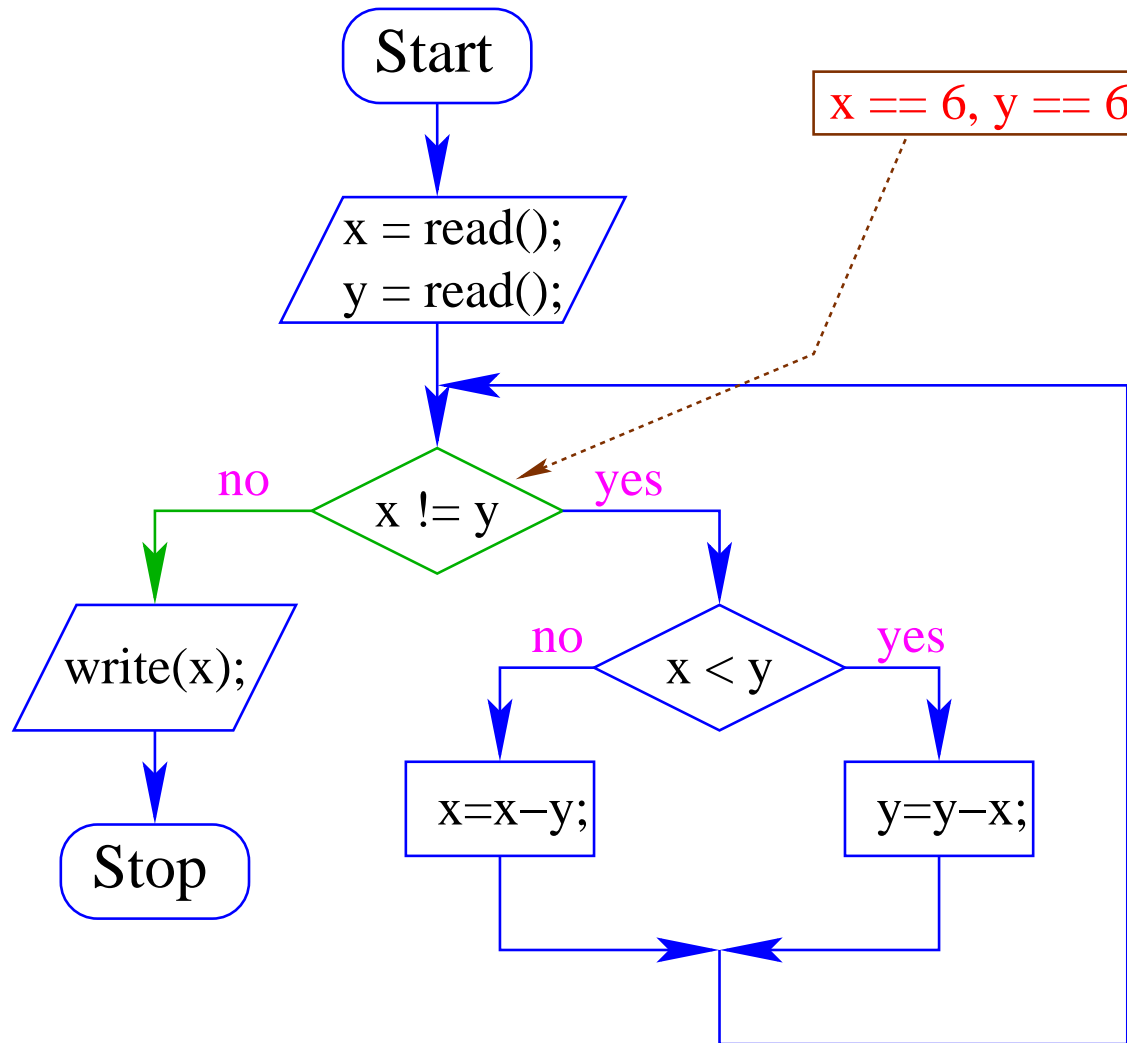 Start
x == 6, y == 6
x = read();
y = read();
no
yes
x != y
no
yes
write(x);
x < y
x=x−y;
y=y−x;
Stop